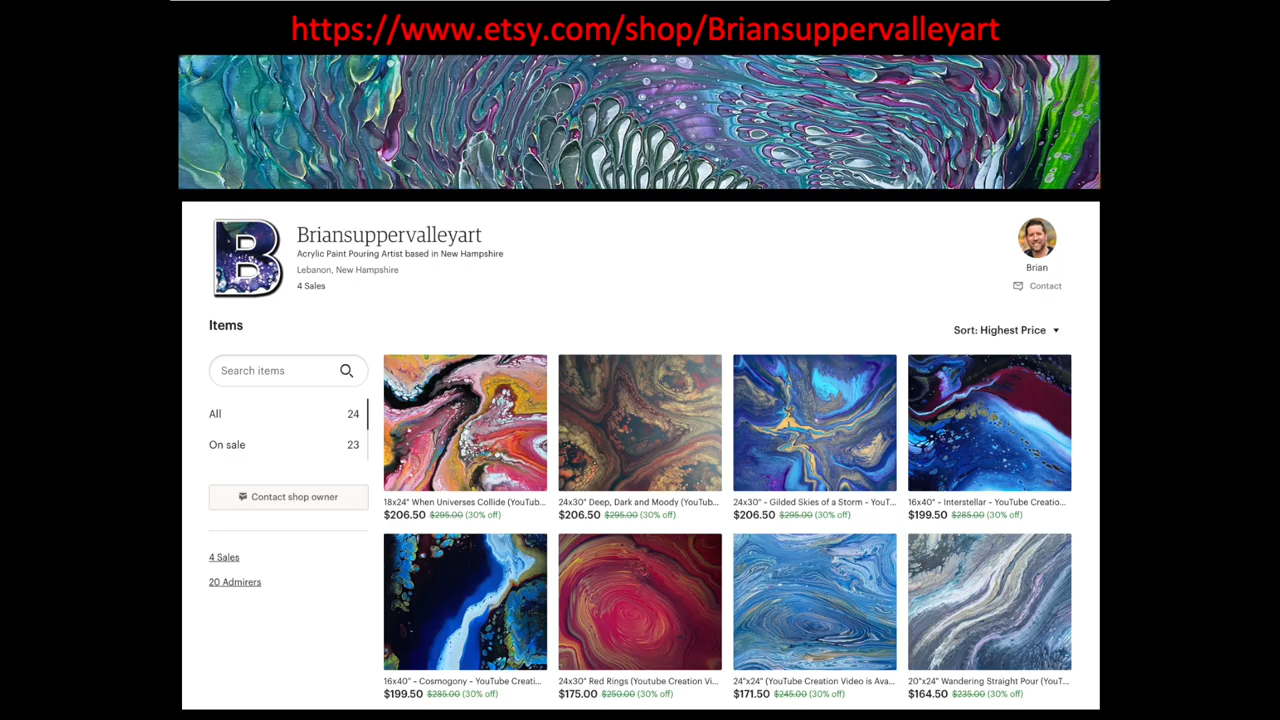 https://www.etsy.com/shop/Briansuppervalleyart
B
Briansuppervalleyart
Acrylic Paint Pouring Artist based in New Hampshire
Lebanon, New Hampshire
4 Sales
Brian
Contact
Items
Sort: Highest Price
Search items
All 24
On sale 23
Contact shop owner
4 Sales
20 Admirers
18x24" When Universes Collide (YouTub...
$206.50 $295.00 (30% off)
24x30" Deep, Dark and Moody (YouTub...
$206.50 $295.00 (30% off)
24x30" - Gilded Skies of a Storm - YouT...
$206.50 $295.00 (30% off)
16x40" - Interstellar - YouTube Creatio...
$199.50 $285.00 (30% off)
16x40" - Cosmogony - YouTube Creati...
$199.50 $285.00 (30% off)
24x30" Red Rings (Youtube Creation Vi...
$175.00 $250.00 (30% off)
24"x24" (YouTube Creation Video is Ava...
$171.50 $245.00 (30% off)
20"x24" Wandering Straight Pour (YouT...
$164.50 $235.00 (30% off)